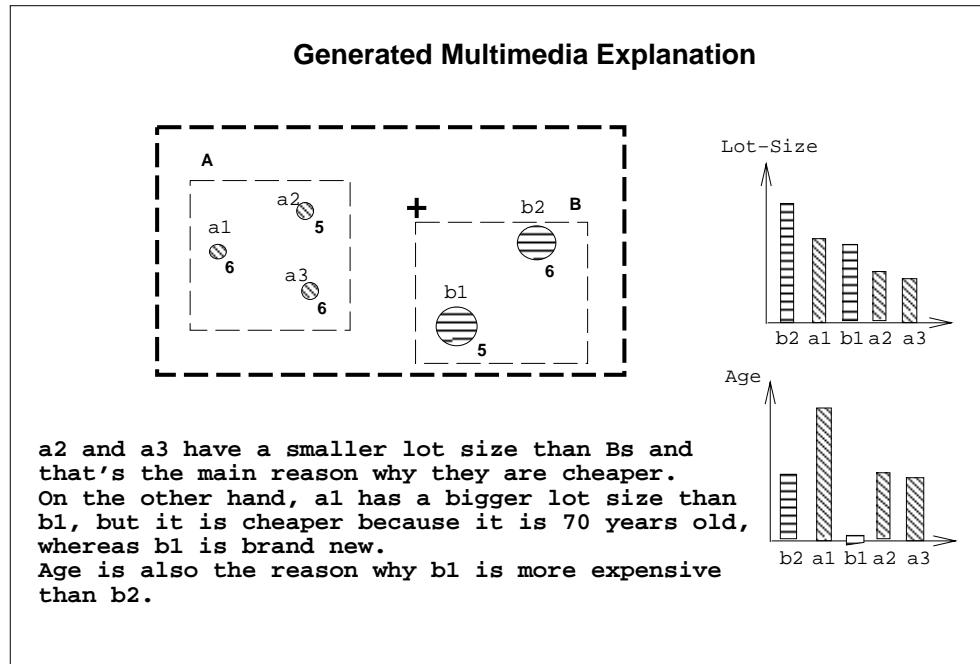 Generated Multimedia Explanation
A
a2
5
a1
6
a3
6
+
b2
B
6
b1
5
Lot-Size
b2 a1 b1 a2 a3
Age
b2 a1 b1 a2 a3
a2 and a3 have a smaller lot size than Bs and
that's the main reason why they are cheaper.
On the other hand, a1 has a bigger lot size than
b1, but it is cheaper because it is 70 years old,
whereas b1 is brand new.
Age is also the reason why b1 is more expensive
than b2.